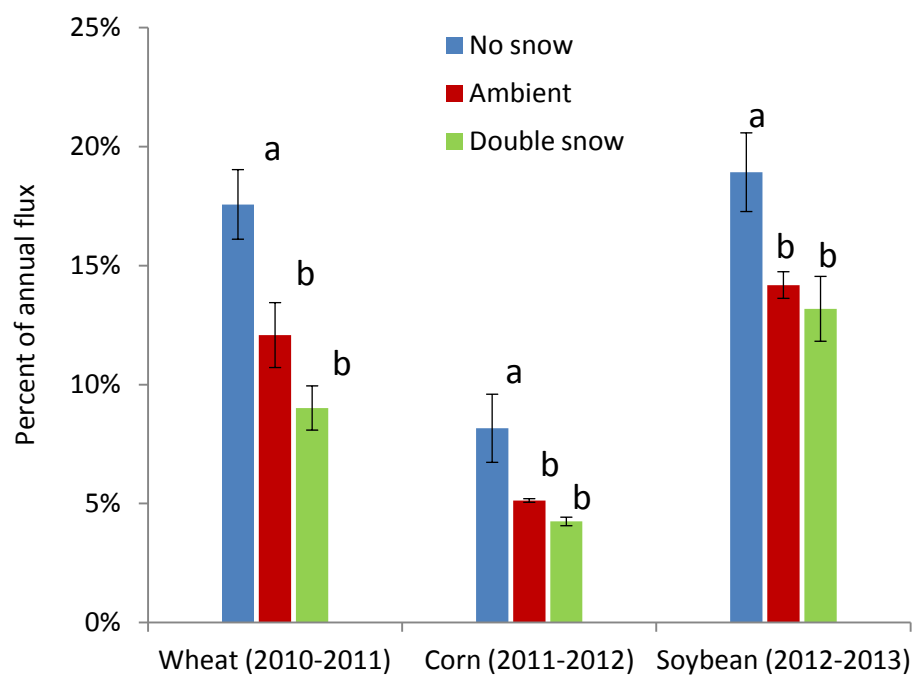 25%
20%
15%
10%
5%
0%
Percent of annual flux
No snow
Ambient
Double snow
a
b
b
a
b
b
a
b
b
Wheat (2010-2011) Corn (2011-2012) Soybean (2012-2013)